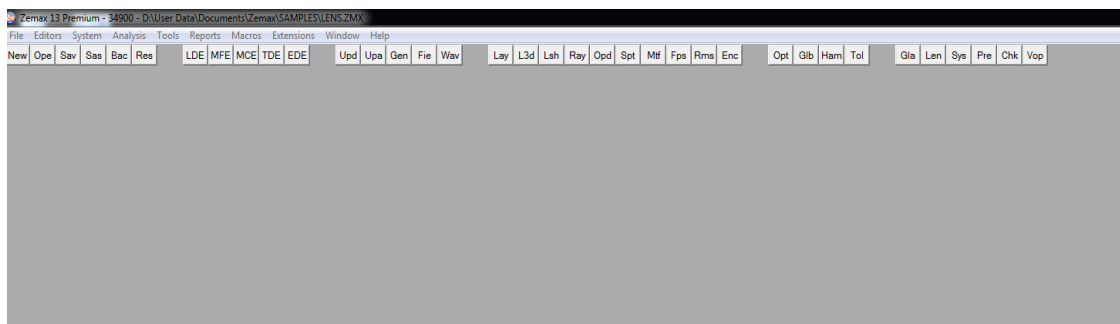 Zemax 13 Premium - 34900 - D:\User Data\Documents\Zemax\SAMPLES\LENS.ZMX
File Editors System Analysis Tools Reports Macros Extensions Window Help
New Ope Sav Sas Bac Res LDE MFE MCE TDE EDE Upd Upa Gen Fie Wav Lay L3d Lsh Ray Opd Spt Mtf Fps Rms Enc Opt Glb Ham Tol Gla Len Sys Pre Chk Vop